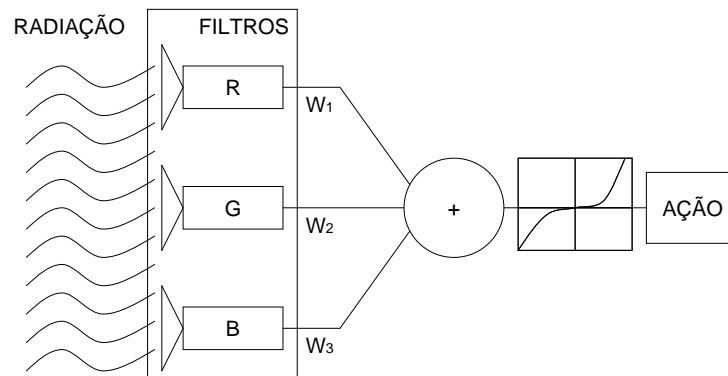 RADIAÇÃO FILTROS
R
W1
G
W2
+
AÇÃO
B
W3